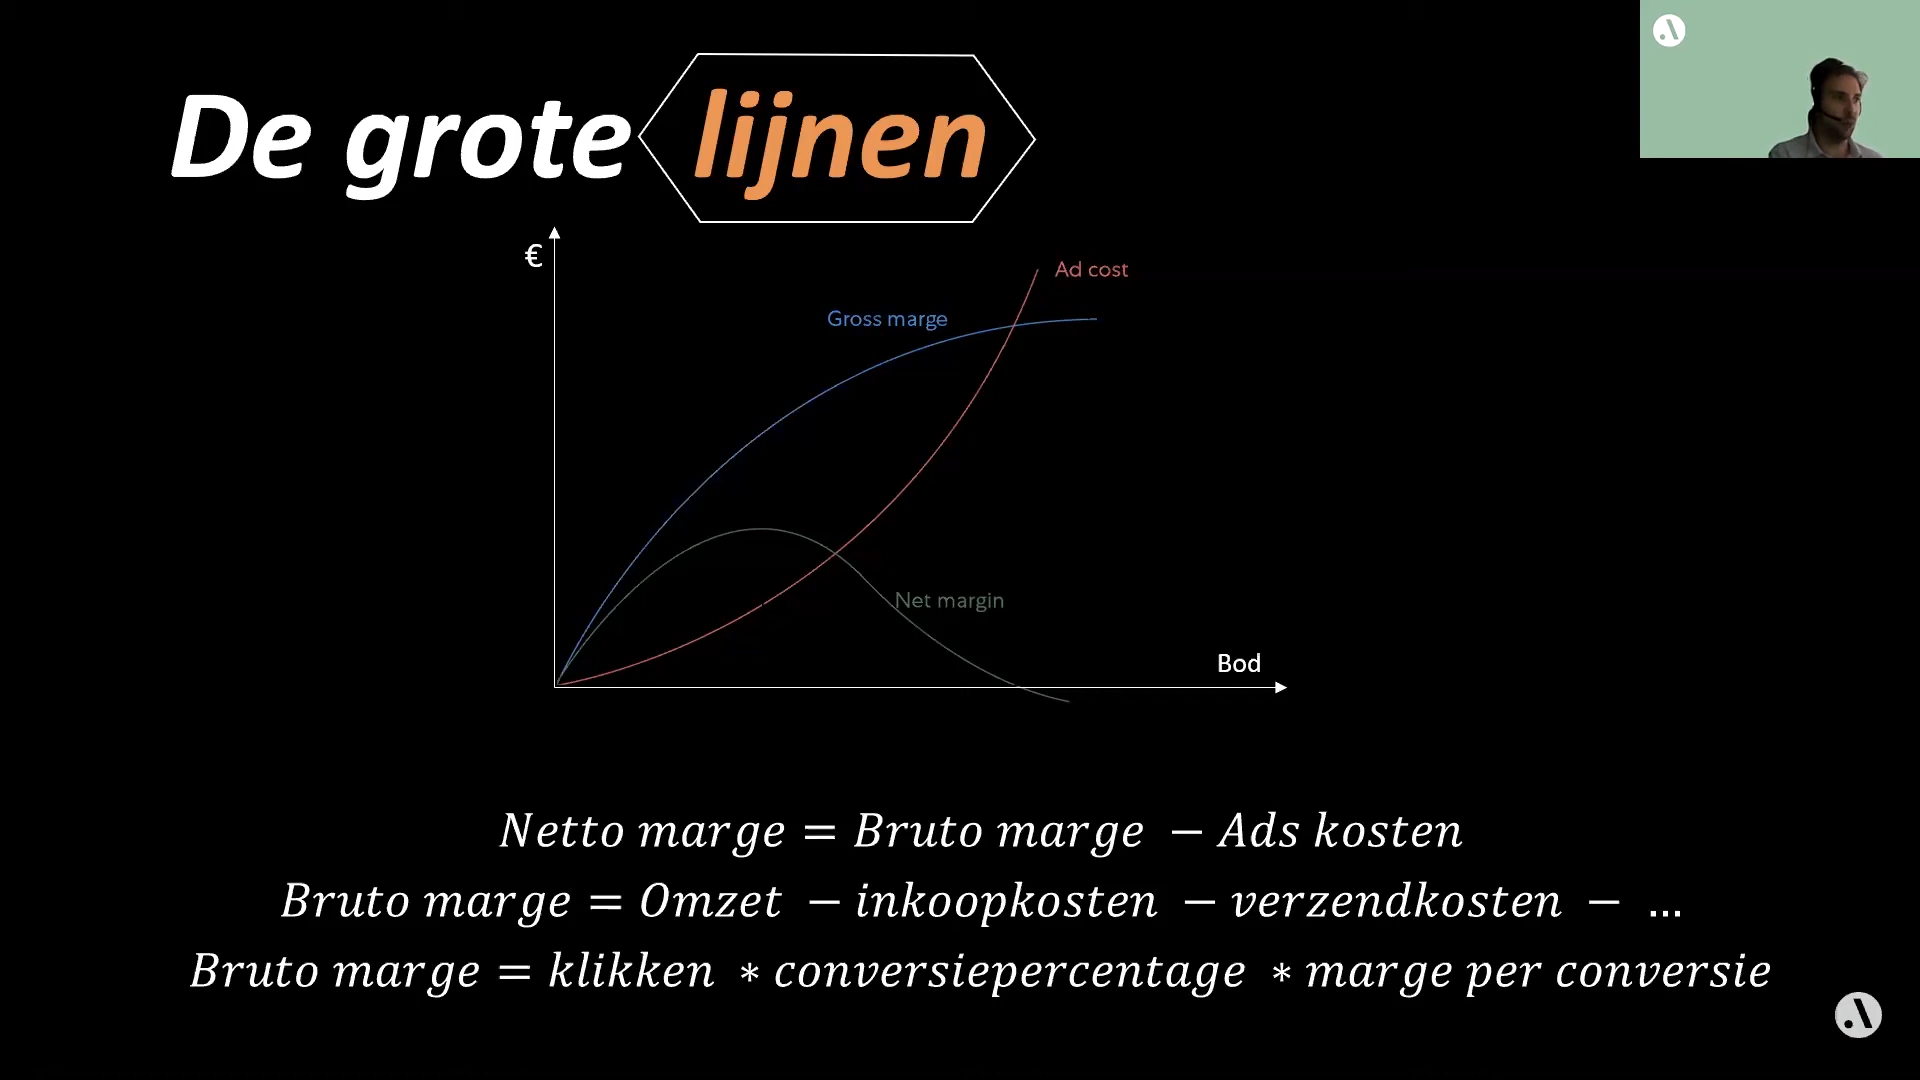 De grote lijnen
€
Ad cost
Gross marge
Net margin
Bod
Netto marge = Bruto marge − Ads kosten
Bruto marge = Omzet − inkoopkosten − verzendkosten − ...
Bruto marge = klikken * conversiepercentage * marge per conversie